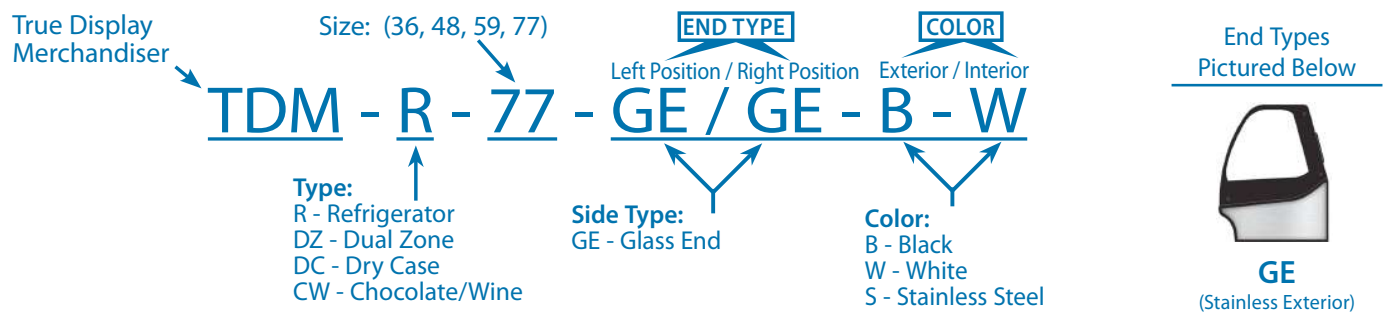 True Display
Merchandiser
Size: (36, 48, 59, 77)
END TYPE
Left Position / Right Position
COLOR
Exterior / Interior
TDM - R - 77 - GE / GE - B - W
Type:
R - Refrigerator
DZ - Dual Zone
DC - Dry Case
CW - Chocolate/Wine
Side Type:
GE - Glass End
Color:
B - Black
W - White
S - Stainless Steel
End Types
Pictured Below
GE
(Stainless Exterior)